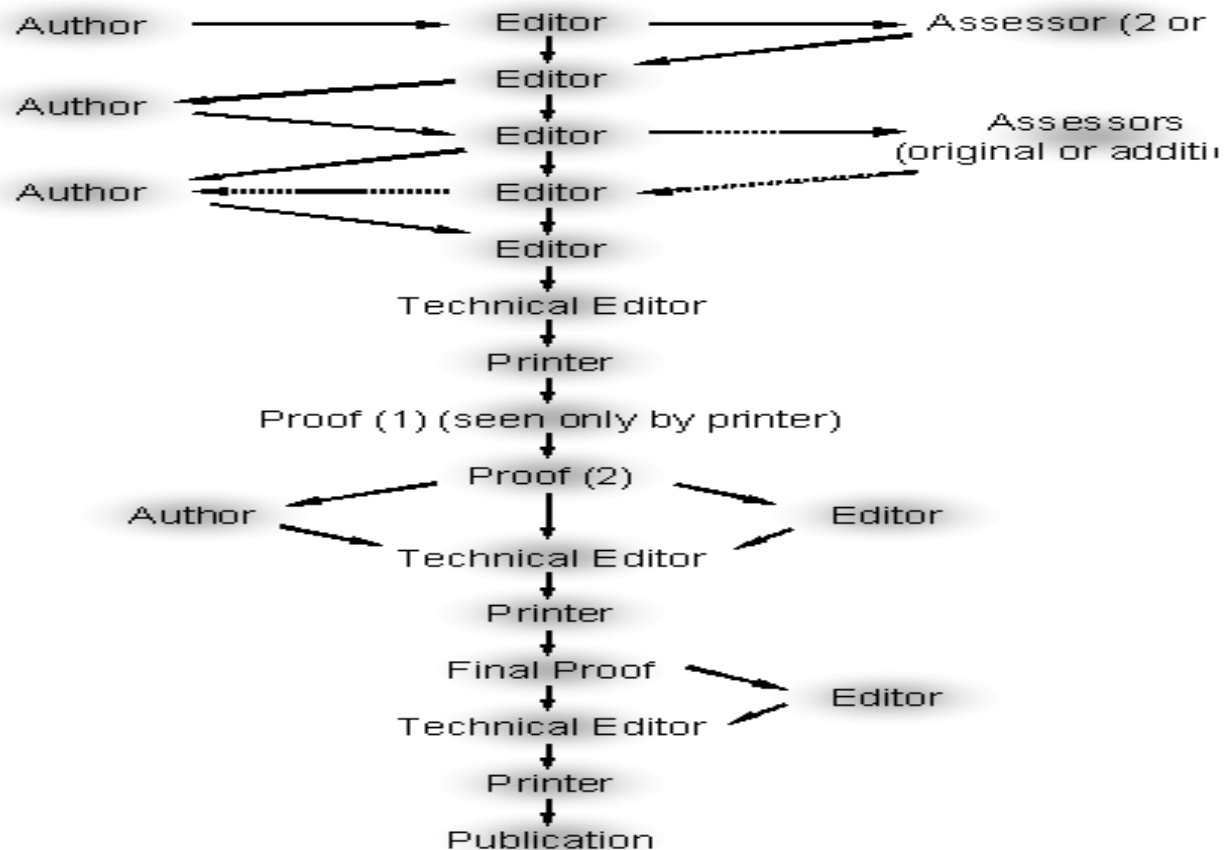 Author Editor Assessor (2 or
Editor
Author
Editor Assessors
(original or
Author Editor
Editor
Technical Editor
Printer
Proof (1) (seen only by printer)
Proof (2)
Author Editor
Technical Editor
Printer
Final Proof
Editor
Technical Editor
Printer
Publication